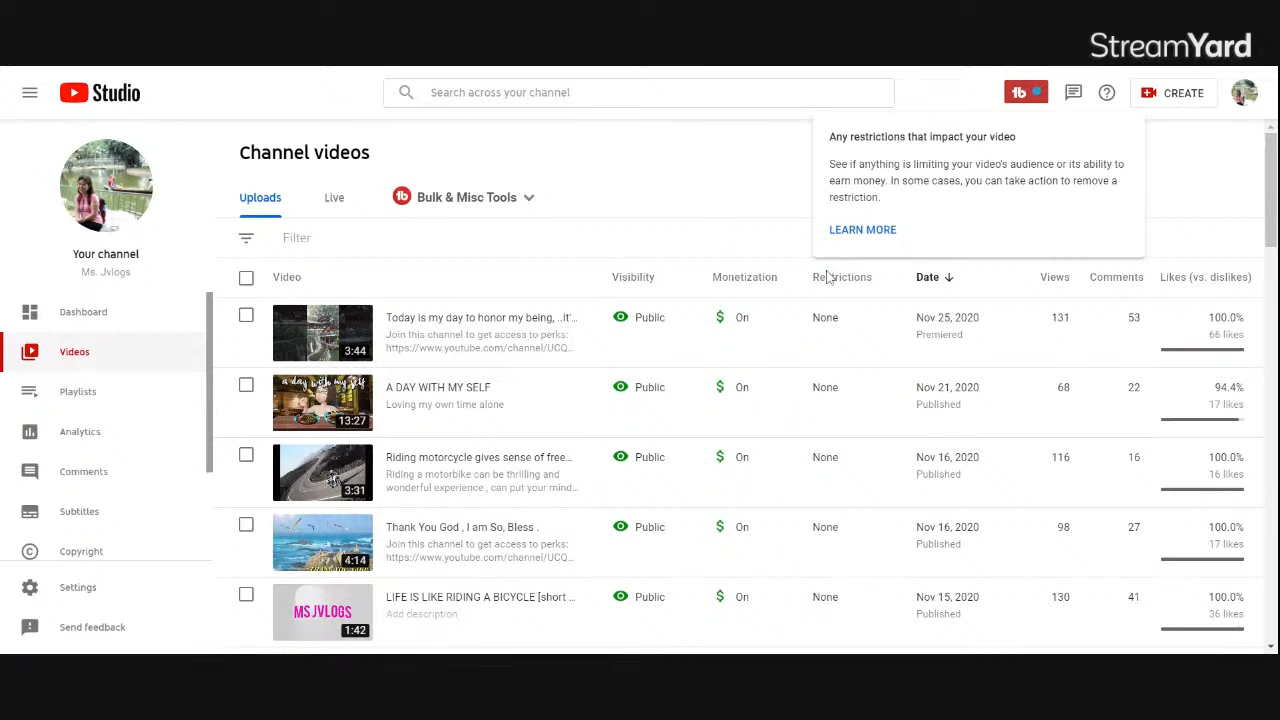 StreamYard
Studio
Search across your channel
CREATE
Any restrictions that impact your video
See if anything is limiting your video's audience or its ability to
earn money. In some cases, you can take action to remove a
restriction.
LEARN MORE
Your channel
Ms. Jvlogs
Dashboard
Videos
Playlists
Analytics
Comments
Subtitles
Copyright
Settings
Send feedback
Channel videos
Uploads Live Bulk & Misc Tools
Filter
Video Visibility Monetization Restrictions Date Views Comments Likes (vs. dislikes)
3:44
Today is my day to honor my being, ..It'... Public On None Nov 25, 2020 131 53 100.0%
Join this channel to get access to perks: Premiered 66 likes
https://www.youtube.com/channel/UCQ...
a day with my self
13:27
A DAY WITH MY SELF Public On None Nov 21, 2020 68 22 94.4%
Loving my own time alone Published 17 likes
3:31
Riding motorcycle gives sense of free... Public On None Nov 16, 2020 116 16 100.0%
Riding a motorbike can be thrilling and Published 16 likes
wonderful experience , can put your mind...
4:14
Thank You God , I am So, Bless . Public On None Nov 16, 2020 98 27 100.0%
Join this channel to get access to perks: Published 17 likes
https://www.youtube.com/channel/UCQ...
MS JVLOGS
1:42
LIFE IS LIKE RIDING A BICYCLE [short ... Public On None Nov 15, 2020 130 41 100.0%
Add description Published 36 likes